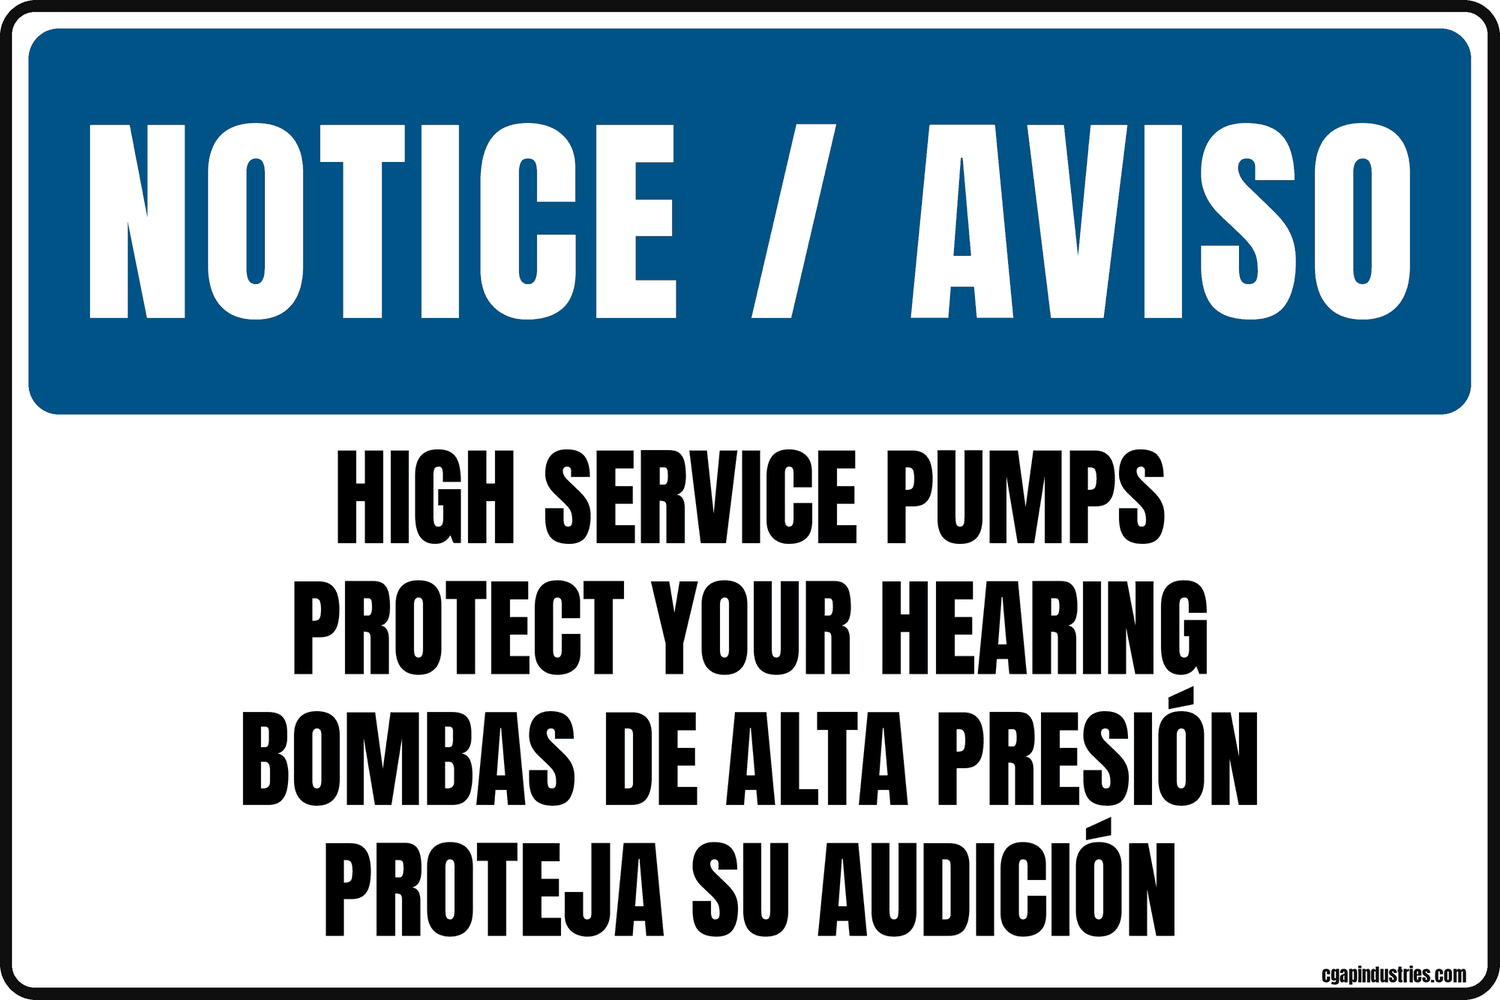 NOTICE / AVISO
HIGH SERVICE PUMPS
PROTECT YOUR HEARING
BOMBAS DE ALTA PRESIÓN
PROTEJA SU AUDICIÓN
cgapindustries.com